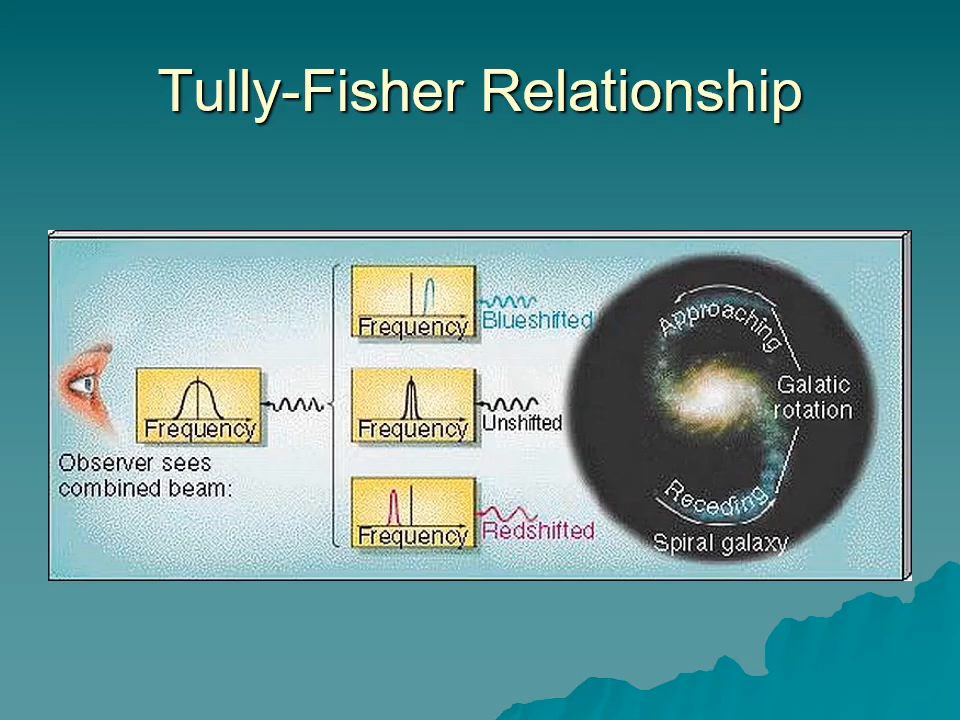 Tully-Fisher Relationship
Frequency
Blueshifted
Frequency
Observer sees
combined beam:
Frequency
Unshifted
Frequency
Redshifted
Approaching
Galatic
rotation
Receding
Spiral galaxy